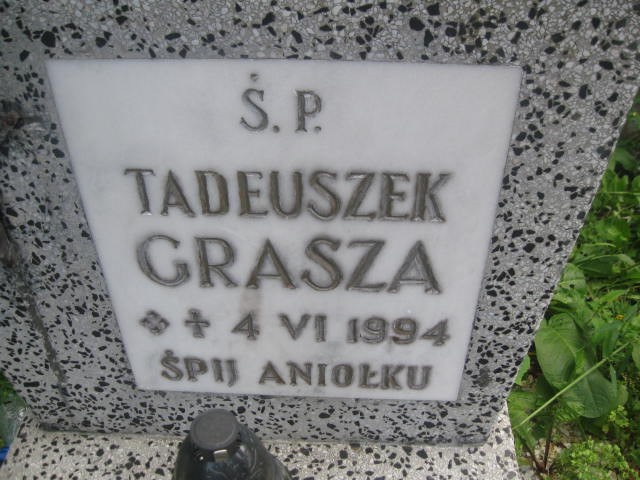 Ś. P.
TADEUSZEK
GRASZA
* † 4 VI 1994
ŚPIJ ANIOŁKU